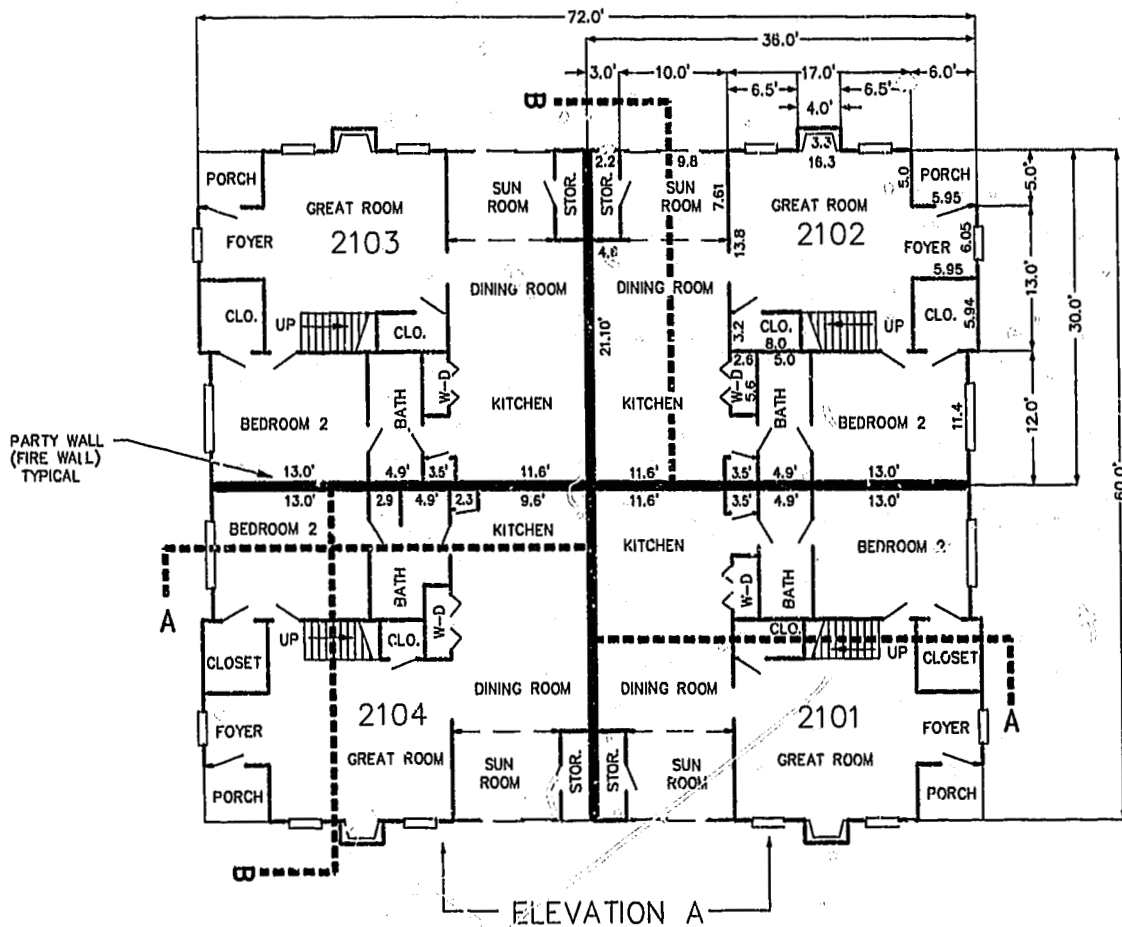 72.0'
36.0'
3.0' 10.0' 17.0' 6.0'
6.5' 6.5'
4.0'
B
3.3
2.2 9.8 16.3
PORCH SUN ROOM STOR. STOR. SUN ROOM 7.61 5.0 PORCH 5.0'
GREAT ROOM GREAT ROOM 5.95
FOYER 2103 2102 FOYER 6.05
4.6 13.8 5.95 13.0' 30.0'
DINING ROOM DINING ROOM
CLO. UP CLO. 21.10' 3.2 CLO. UP CLO. 5.94
8.0
2.6 5.0
W-D W-D 5.6
BATH KITCHEN KITCHEN BATH
BEDROOM 2 BEDROOM 2 11.4 12.0'
PARTY WALL
(FIRE WALL)
TYPICAL
13.0' 4.9' 3.5' 11.6' 11.6' 3.5' 4.9' 13.0'
13.0' 2.9 4.9' 2.3 9.6' 11.6' 3.5' 4.9' 13.0'
60.0'
BEDROOM 2 KITCHEN KITCHEN BEDROOM 2
BATH W-D W-D BATH
A
UP CLO. CLO. UP
CLOSET CLOSET
DINING ROOM DINING ROOM
A
FOYER 2104 2101 FOYER
GREAT ROOM GREAT ROOM
SUN ROOM STOR. STOR. SUN ROOM
PORCH PORCH
B
ELEVATION A